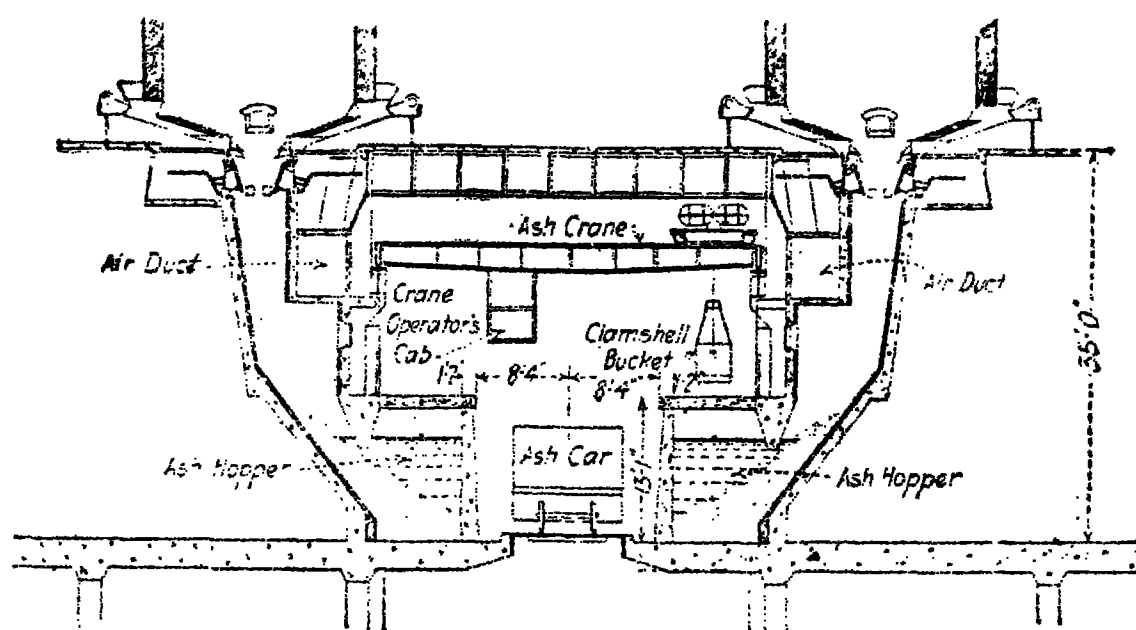 Ash Crane
Air Duct
Air Duct
Crane
Operator's
Cab
Clamshell
Bucket
35'-0"
8'-4"
8'-4"
1'-2"
Ash Hopper
Ash Car
13'-1"
Ash Hopper